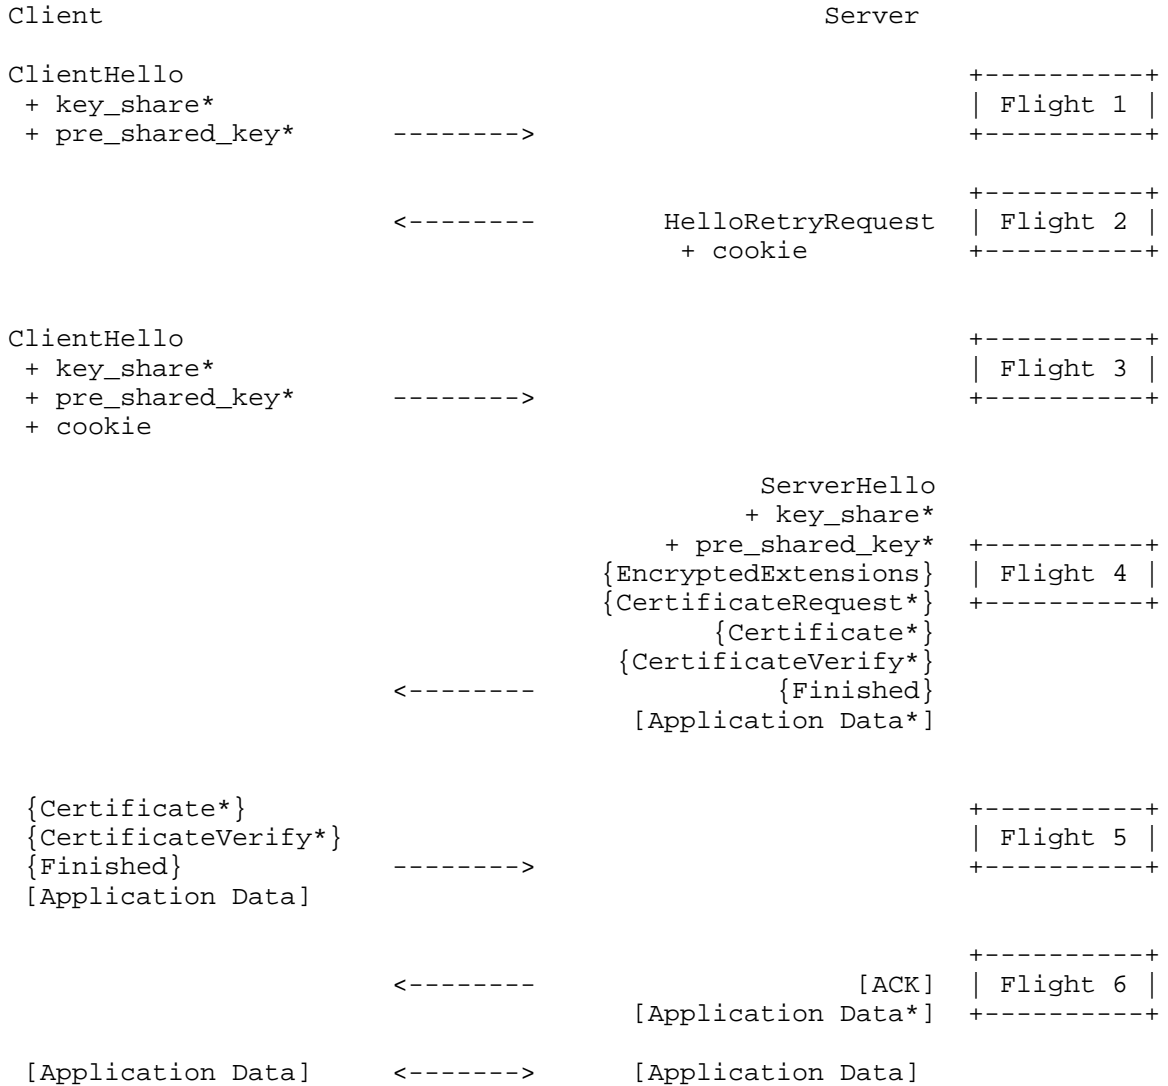 Client                                             Server

ClientHello                                                 +----------+
 + key_share*                                               | Flight 1 |
 + pre_shared_key*      -------->                           +----------+

                                                            +----------+
                        <--------        HelloRetryRequest  | Flight 2 |
                                          + cookie          +----------+


ClientHello                                                 +----------+
 + key_share*                                               | Flight 3 |
 + pre_shared_key*      -------->                           +----------+
 + cookie

                                               ServerHello
                                              + key_share*
                                         + pre_shared_key*  +----------+
                                     {EncryptedExtensions}  | Flight 4 |
                                     {CertificateRequest*}  +----------+
                                            {Certificate*}
                                      {CertificateVerify*}
                        <--------               {Finished}
                                       [Application Data*]


 {Certificate*}                                             +----------+
 {CertificateVerify*}                                       | Flight 5 |
 {Finished}             -------->                           +----------+
 [Application Data]

                                                            +----------+
                        <--------                    [ACK]  | Flight 6 |
                                       [Application Data*]  +----------+

 [Application Data]     <------->      [Application Data]